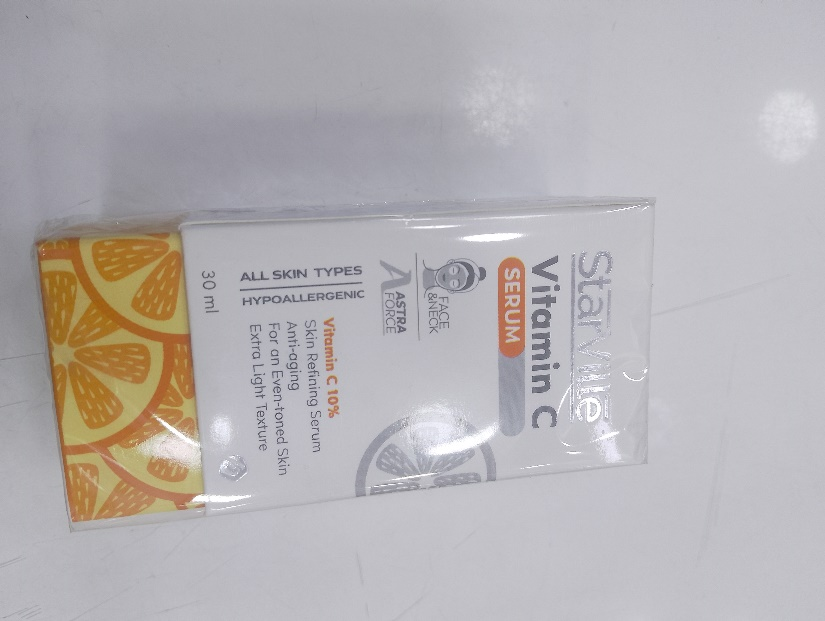 Starville
Vitamin C
SERUM
FACE
&NECK
ASTRA
FORCE
Vitamin C 10%
Skin Refining Serum
Anti-aging
For an Even-toned Skin
Extra Light Texture
ALL SKIN TYPES
HYPOALLERGENIC
30 ml